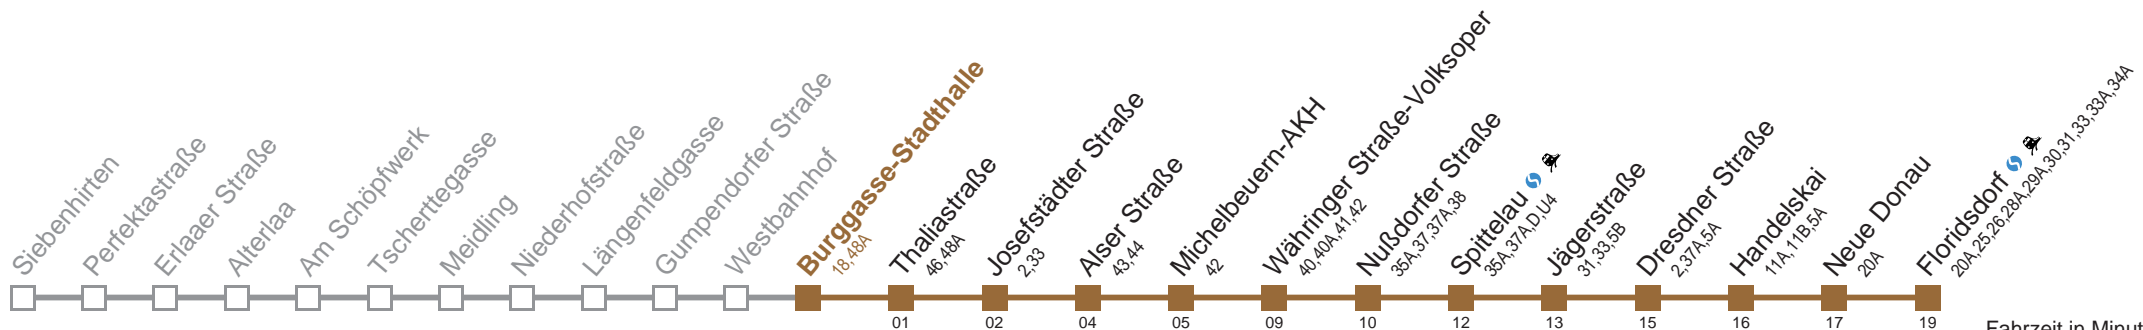 Siebenhirten
Perfektastraße
Erlaaer Straße
Alterlaa
Am Schöpfwerk
Tscherttegasse
Meidling
Niederhofstraße
Längenfeldgasse
Gumpendorfer Straße
Westbahnhof
Burggasse-Stadthalle
18,48A
Thaliastraße
46,48A
Josefstädter Straße
2,33
Alser Straße
43,44
Michelbeuern-AKH
42
Währinger Straße-Volksoper
40,40A,41,42
Nußdorfer Straße
35A,37,37A,38
Spittelau
35A,37A,D,U4
Jägerstraße
31,33,5B
Dresdner Straße
2,37A,5A
Handelskai
11A,11B,5A
Neue Donau
20A
Floridsdorf
20A,25,26,28A,29A,30,31,33,33A,34A
01 02 04 05 09 10 12 13 15 16 17 19
Fahrzeit in Minut